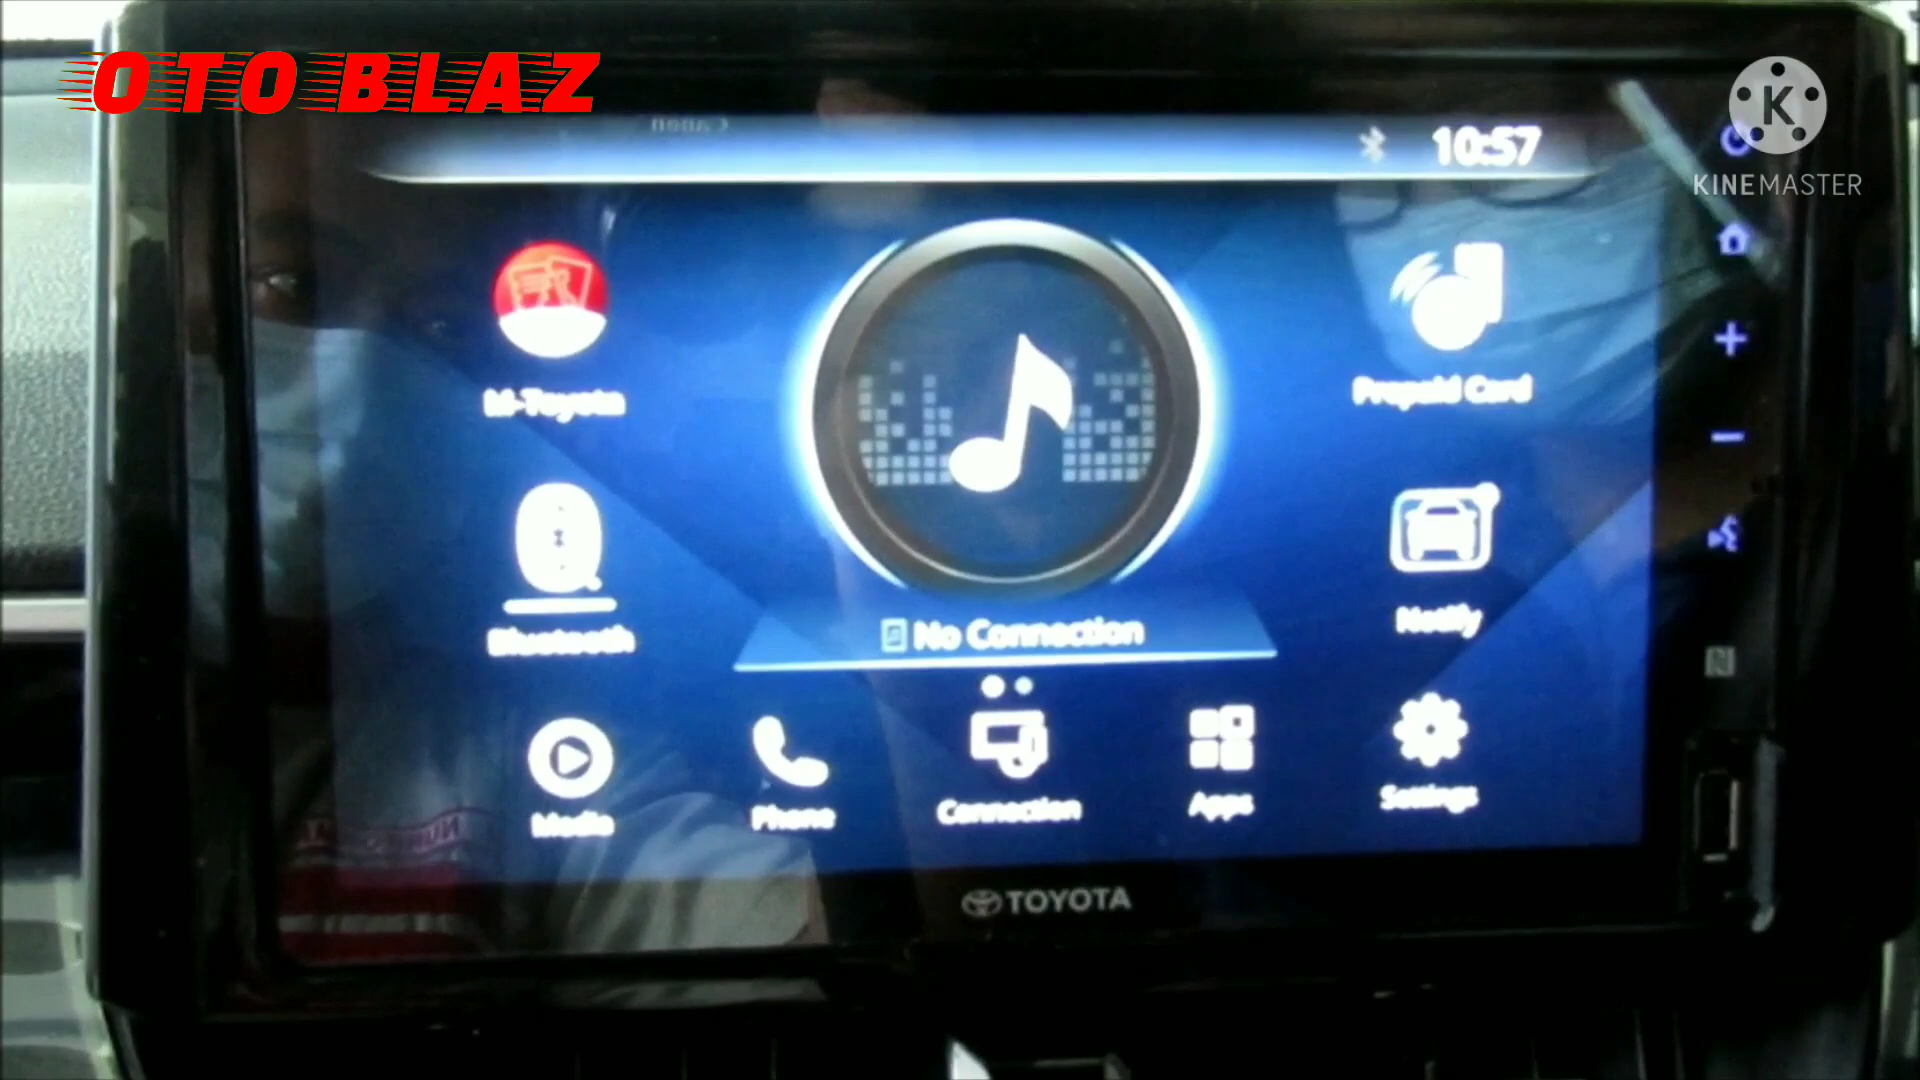 OTO BLAZ
10:57
KINEMASTER
M-Toyota
Prepaid Card
Bluetooth
No Connection
Notify
Media
Phone
Connection
Apps
Settings
TOYOTA